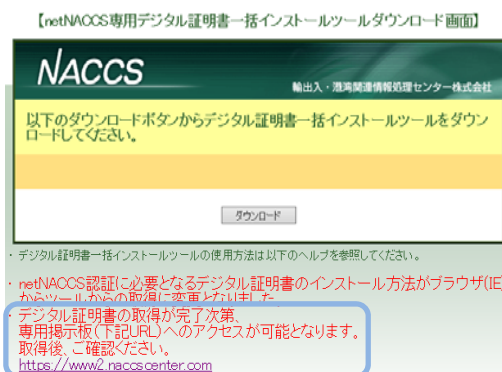 【netNACCS専用デジタル証明書一括インストールツールダウンロード画面】
NACCS
輸出入・港湾関連情報処理センター株式会社
以下のダウンロードボタンからデジタル証明書一括インストールツールをダウン
ロードしてください。
ダウンロード
・デジタル証明書一括インストールツールの使用方法は以下のヘルプを参照してください。
・netNACCS認証に必要となるデジタル証明書のインストール方法がブラウザ(IE)
からツールからの取得に変更となりました
・デジタル証明書の取得が完了次第、
専用掲示板(下記URL)へのアクセスが可能となります。
取得後、ご確認ください。
https://www2.naccscenter.com